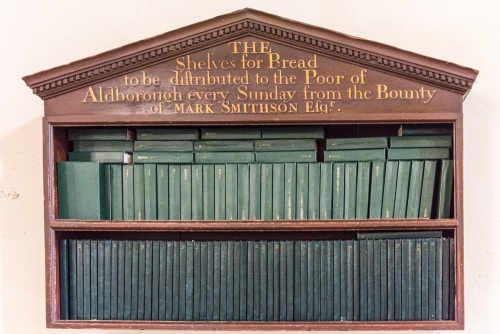 THE
Shelves for Bread
to be diſtributed to the Poor of
Aldborough every Sunday from the Bounty
of MARK SMITHSON Eſqr.